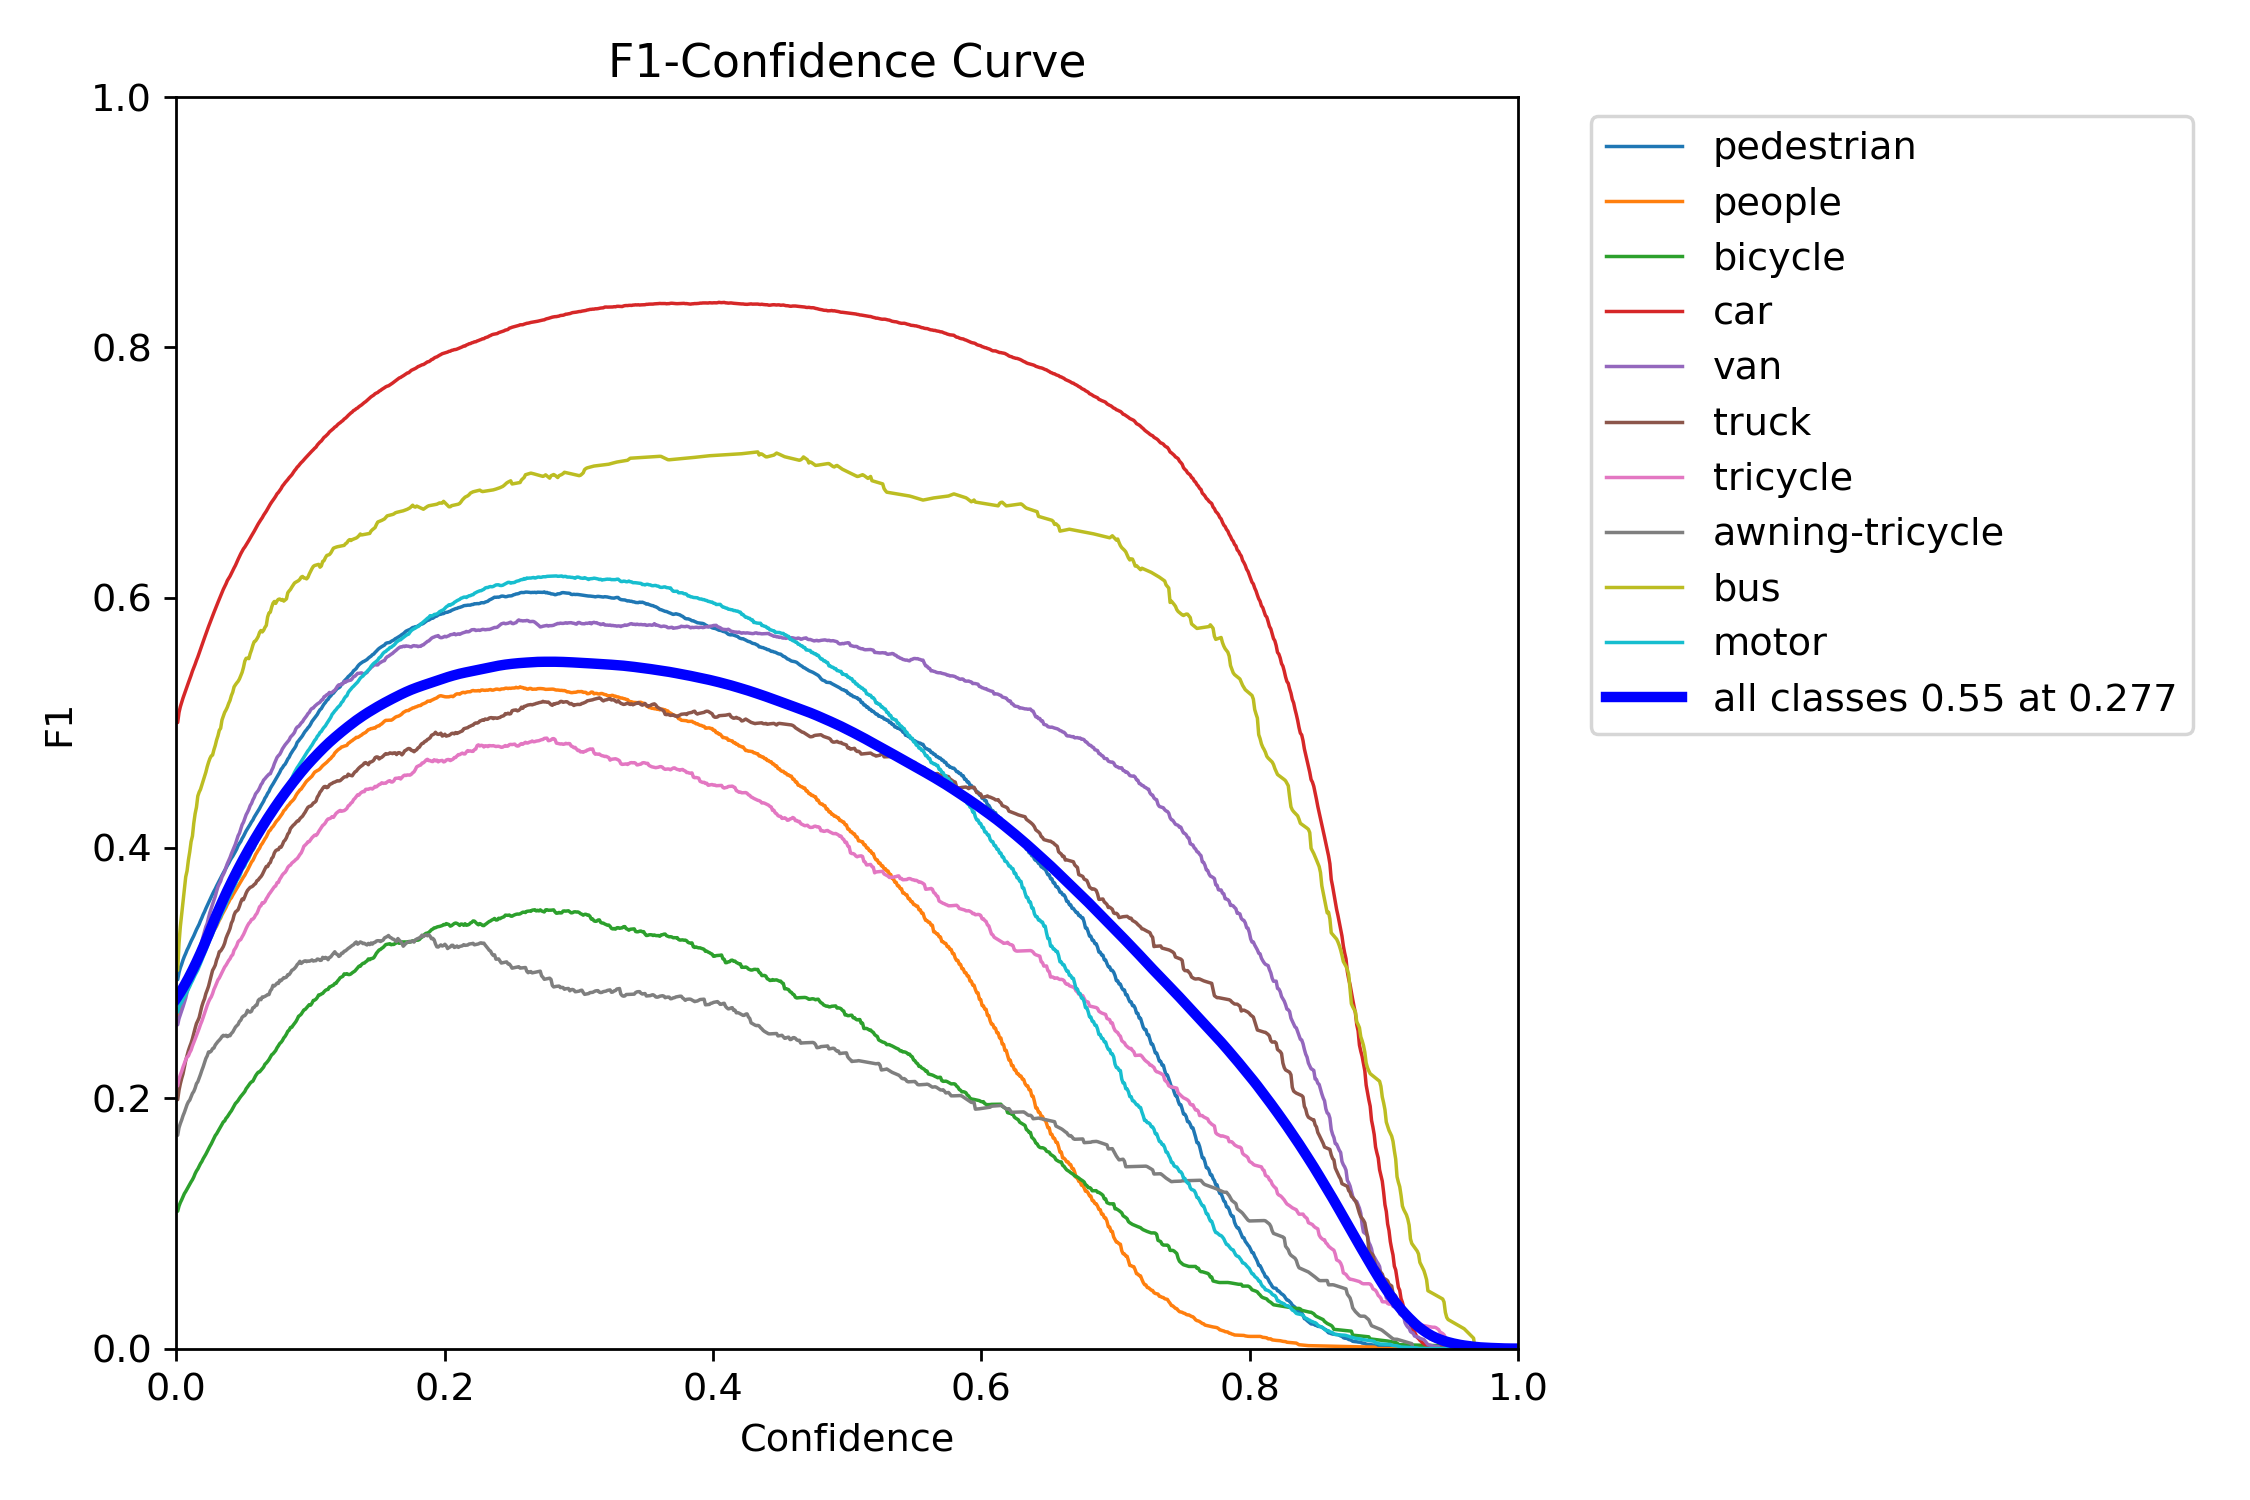 F1-Confidence Curve
1.0
0.8
0.6
0.4
0.2
0.0
F1
0.0 0.2 0.4 0.6 0.8 1.0
Confidence
pedestrian
people
bicycle
car
van
truck
tricycle
awning-tricycle
bus
motor
all classes 0.55 at 0.277